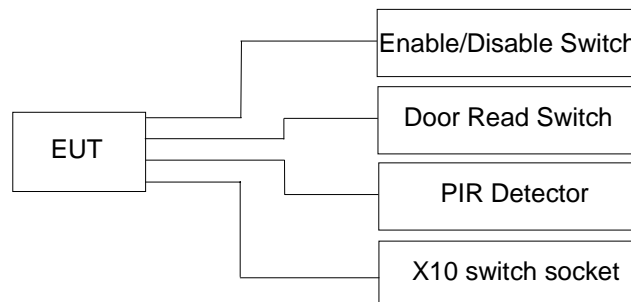 Enable/Disable Switch
EUT
Door Read Switch
PIR Detector
X10 switch socket